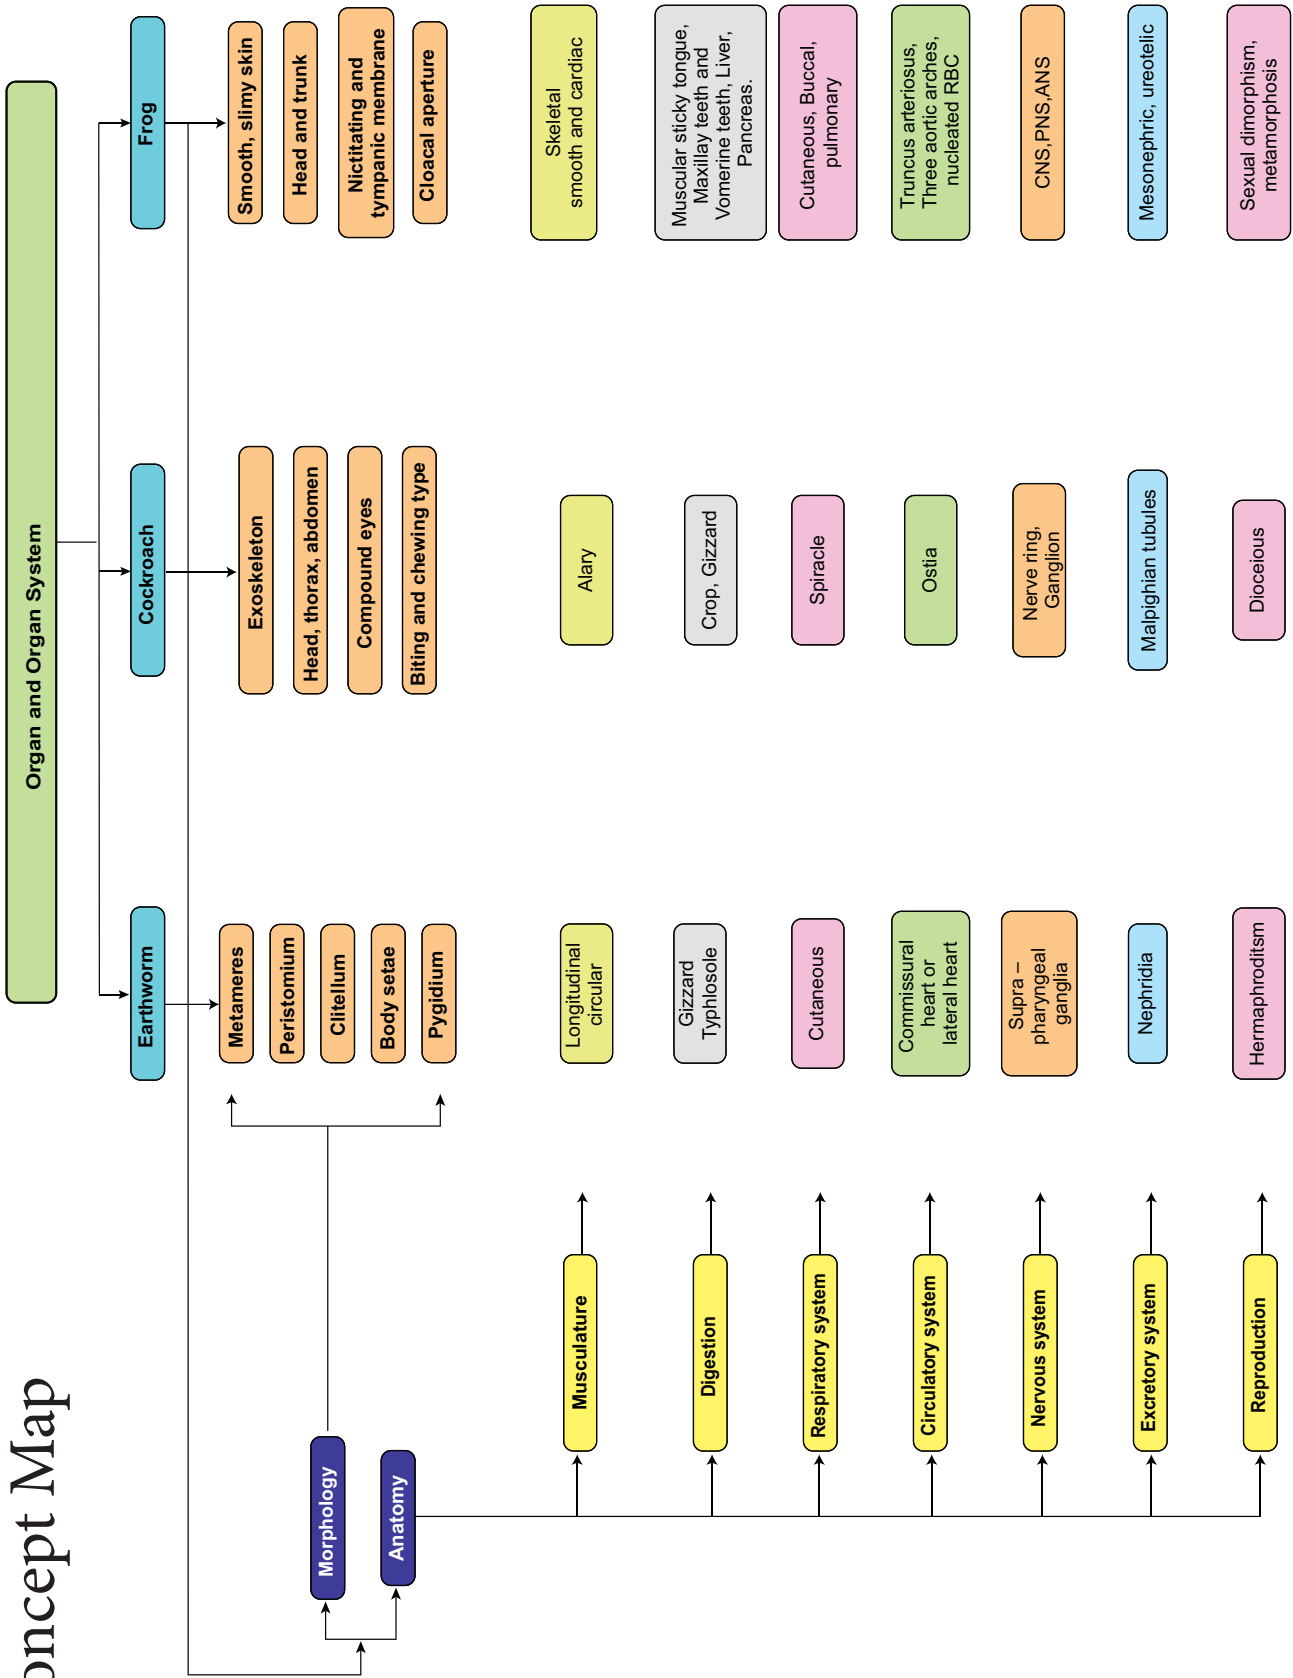 oncept Map
Organ and Organ System
Earthworm
Cockroach
Frog
Morphology
Metameres
Peristomium
Clitellum
Body setae
Pygidium
Exoskeleton
Head, thorax, abdomen
Compound eyes
Biting and chewing type
Smooth, slimy skin
Head and trunk
Nictitating and
tympanic membrane
Cloacal aperture
Anatomy
Musculature
Longitudinal
circular
Alary
Skeletal
smooth and cardiac
Digestion
Gizzard
Typhlosole
Crop, Gizzard
Muscular sticky tongue,
Maxillay teeth and
Vomerine teeth, Liver,
Pancreas.
Respiratory system
Cutaneous
Spiracle
Cutaneous, Buccal,
pulmonary
Circulatory system
Commissural
heart or
lateral heart
Ostia
Truncus arteriosus,
Three aortic arches,
nucleated RBC
Nervous system
Supra –
pharyngeal
ganglia
Nerve ring,
Ganglion
CNS,PNS,ANS
Excretory system
Nephridia
Malpighian tubules
Mesonephric, ureotelic
Reproduction
Hermaphroditsm
Dioceious
Sexual dimorphism,
metamorphosis